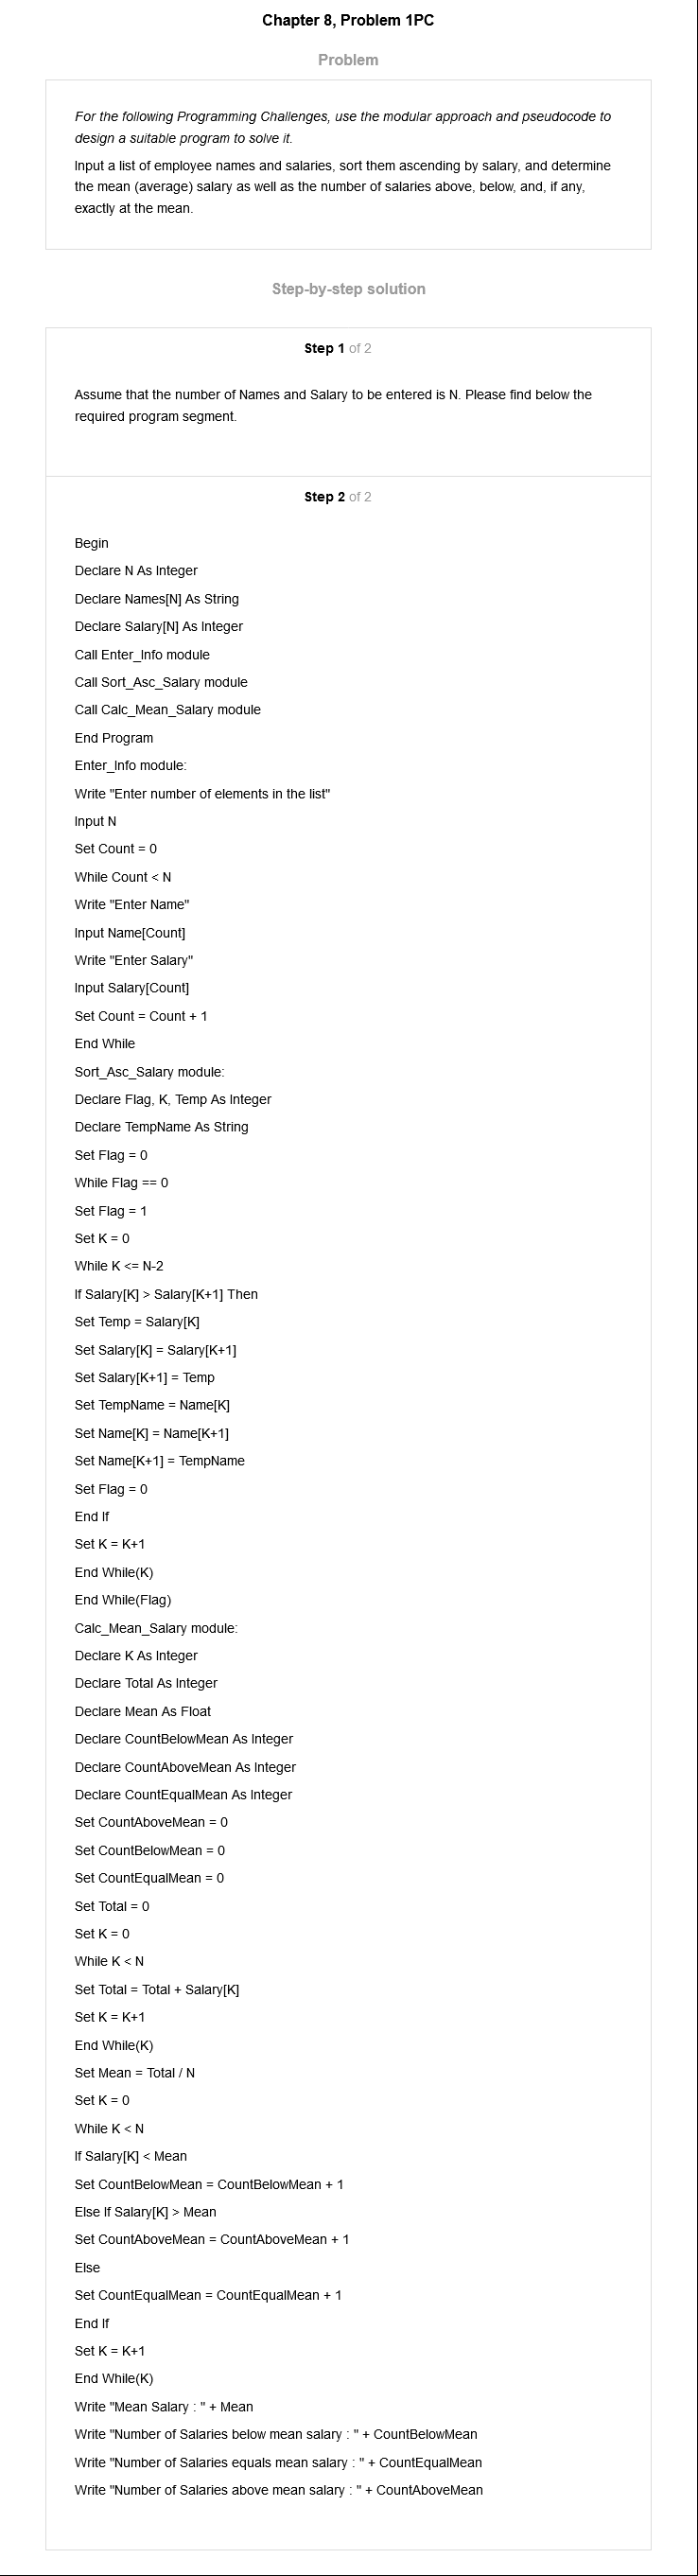 Chapter 8, Problem 1PC
Problem
For the following Programming Challenges, use the modular approach and pseudocode to
design a suitable program to solve it.
Input a list of employee names and salaries, sort them ascending by salary, and determine
the mean (average) salary as well as the number of salaries above, below, and, if any,
exactly at the mean.
Step-by-step solution
Step 1 of 2
Assume that the number of Names and Salary to be entered is N. Please find below the
required program segment.
Step 2 of 2
Begin
Declare N As Integer
Declare Names[N] As String
Declare Salary[N] As Integer
Call Enter_Info module
Call Sort_Asc_Salary module
Call Calc_Mean_Salary module
End Program
Enter_Info module:
Write "Enter number of elements in the list"
Input N
Set Count = 0
While Count < N
Write "Enter Name"
Input Name[Count]
Write "Enter Salary"
Input Salary[Count]
Set Count = Count + 1
End While
Sort_Asc_Salary module:
Declare Flag, K, Temp As Integer
Declare TempName As String
Set Flag = 0
While Flag == 0
Set Flag = 1
Set K = 0
While K <= N-2
If Salary[K] > Salary[K+1] Then
Set Temp = Salary[K]
Set Salary[K] = Salary[K+1]
Set Salary[K+1] = Temp
Set TempName = Name[K]
Set Name[K] = Name[K+1]
Set Name[K+1] = TempName
Set Flag = 0
End If
Set K = K+1
End While(K)
End While(Flag)
Calc_Mean_Salary module:
Declare K As Integer
Declare Total As Integer
Declare Mean As Float
Declare CountBelowMean As Integer
Declare CountAboveMean As Integer
Declare CountEqualMean As Integer
Set CountAboveMean = 0
Set CountBelowMean = 0
Set CountEqualMean = 0
Set Total = 0
Set K = 0
While K < N
Set Total = Total + Salary[K]
Set K = K+1
End While(K)
Set Mean = Total / N
Set K = 0
While K < N
If Salary[K] < Mean
Set CountBelowMean = CountBelowMean + 1
Else If Salary[K] > Mean
Set CountAboveMean = CountAboveMean + 1
Else
Set CountEqualMean = CountEqualMean + 1
End If
Set K = K+1
End While(K)
Write "Mean Salary : " + Mean
Write "Number of Salaries below mean salary : " + CountBelowMean
Write "Number of Salaries equals mean salary : " + CountEqualMean
Write "Number of Salaries above mean salary : " + CountAboveMean